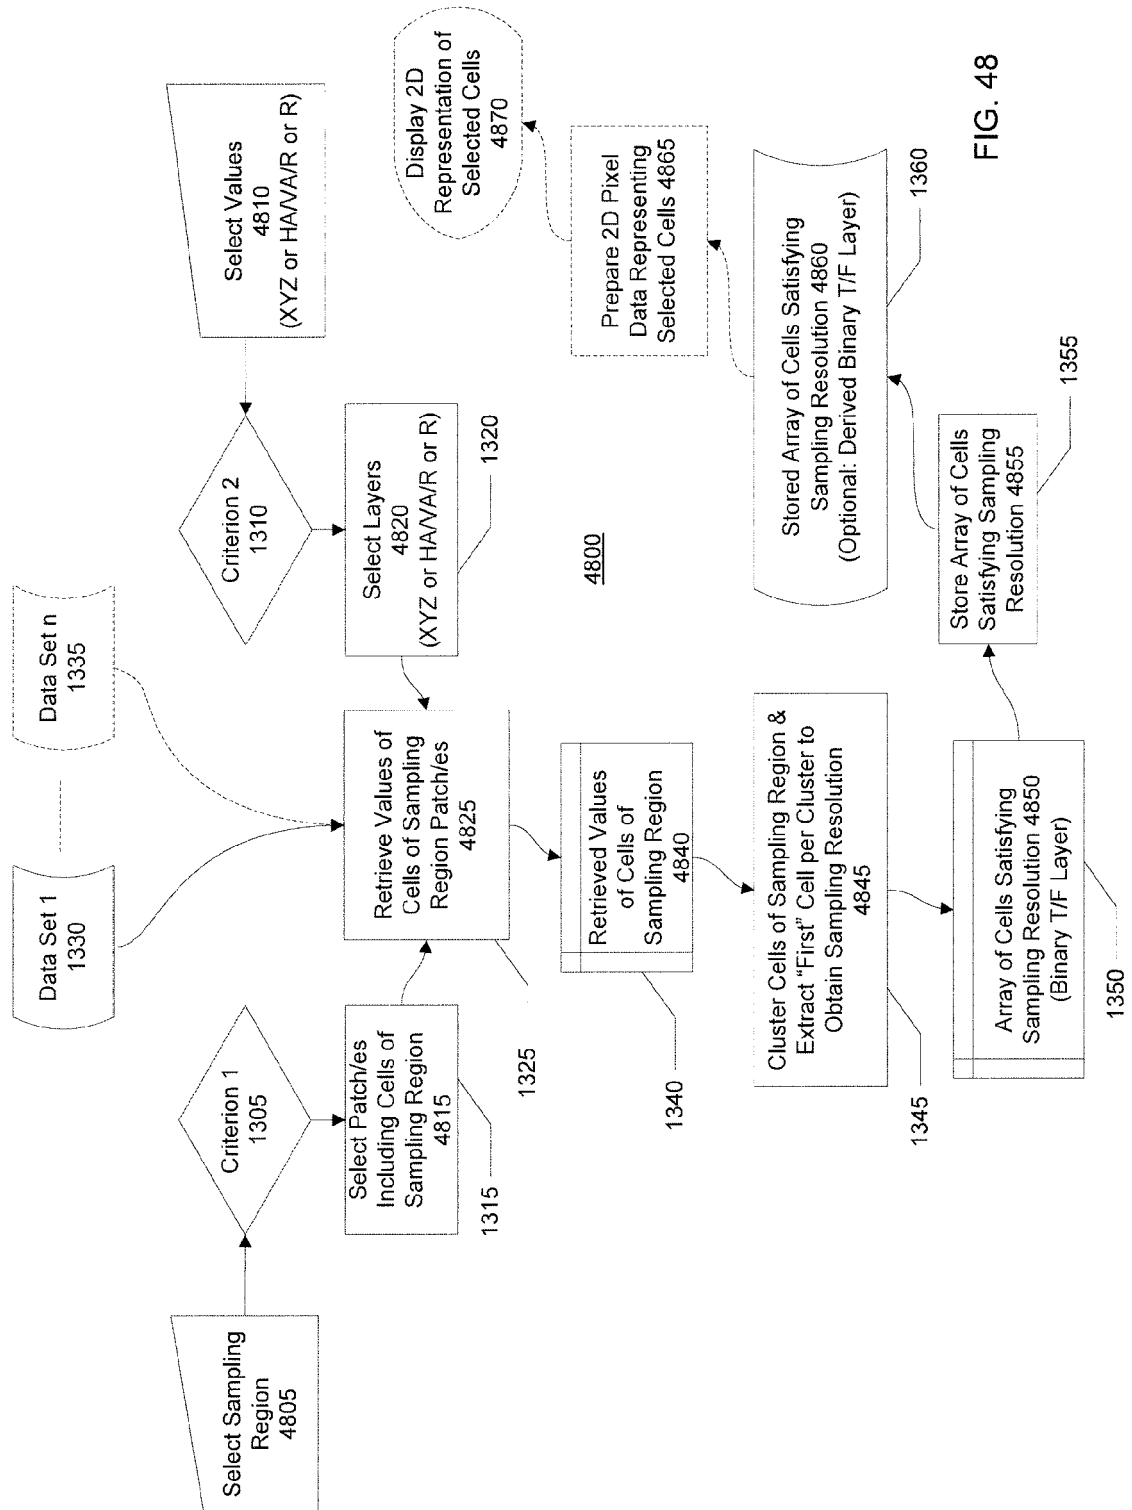 Data Set 1
1330
Data Set n
1335
Select Sampling
Region
4805
Criterion 1
1305
Criterion 2
1310
Select Values
4810
(XYZ or HA/VA/R or R)
Select Patch/es
Including Cells of
Sampling Region
4815
1315
Retrieve Values of
Cells of Sampling
Region Patch/es
4825
1325
Select Layers
4820
(XYZ or HA/VA/R or R)
1320
Display 2D
Representation of
Selected Cells
4870
Retrieved Values
of Cells of
Sampling Region
4840
1340
4800
Prepare 2D Pixel
Data Representing
Selected Cells 4865
Cluster Cells of Sampling Region &
Extract "First" Cell per Cluster to
Obtain Sampling Resolution
4845
1345
Stored Array of Cells Satisfying
Sampling Resolution 4860
(Optional: Derived Binary T/F Layer)
1360
Array of Cells Satisfying
Sampling Resolution 4850
(Binary T/F Layer)
1350
Store Array of Cells
Satisfying Sampling
Resolution 4855
1355
FIG. 48